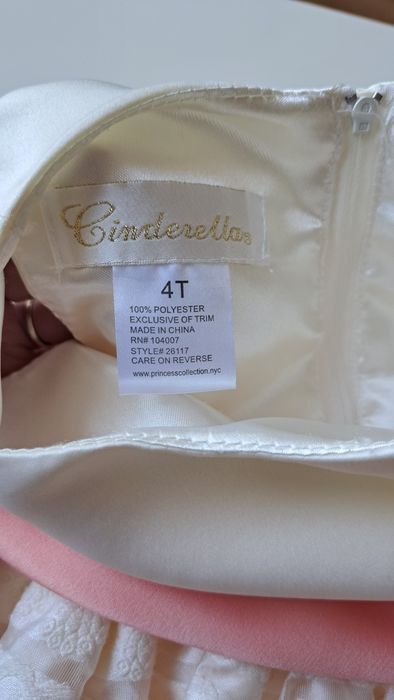 Cinderella®
4T
100% POLYESTER
EXCLUSIVE OF TRIM
MADE IN CHINA
RN# 104007
STYLE# 26117
CARE ON REVERSE
www.princesscollection.nyc